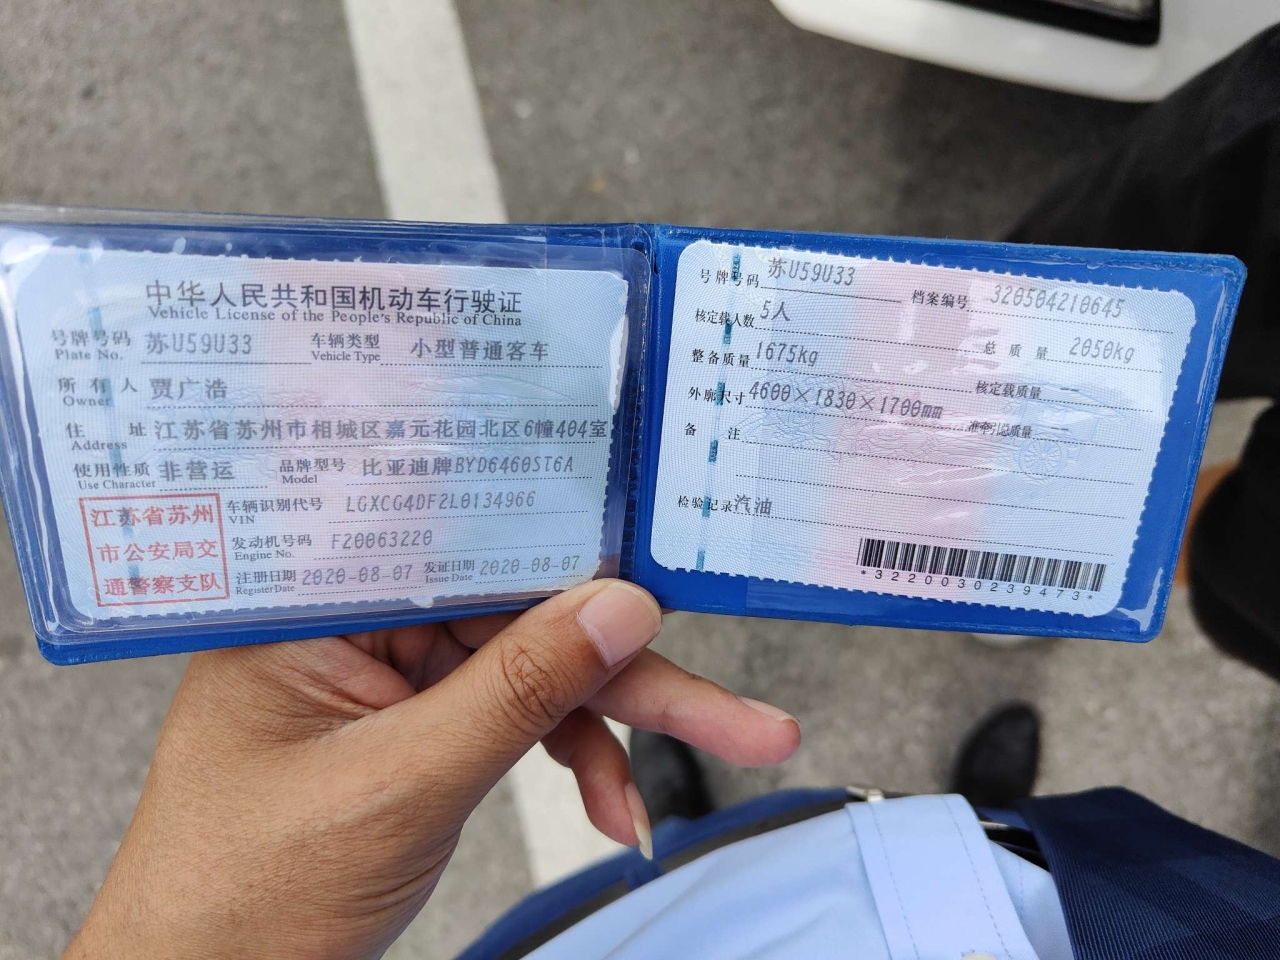 中华人民共和国机动车行驶证
Vehicle License of the People's Republic of China
号牌号码 苏U59U33 车辆类型 小型普通客车
Plate No. Vehicle Type
所有人 贾广浩
Owner
住址 江苏省苏州市相城区嘉元花园北区6幢404室
Address
使用性质 非营运 品牌型号 比亚迪牌BYD6460ST6A
Use Character Model
江苏省苏州
市公安局交
通警察支队
车辆识别代号 LGXCG4DF2L0134966
VIN
发动机号码 F20063220
Engine No.
注册日期 2020-08-07 发证日期 2020-08-07
Register Date Issue Date
号牌号码 苏U59U33 档案编号 320504210645
核定载人数 5人 总质量 2050kg
整备质量 1675kg 核定载质量 --
外廓尺寸 4600×1830×1700mm 准牵引总质量 --
备注
检验记录 汽油
*3220030239473*